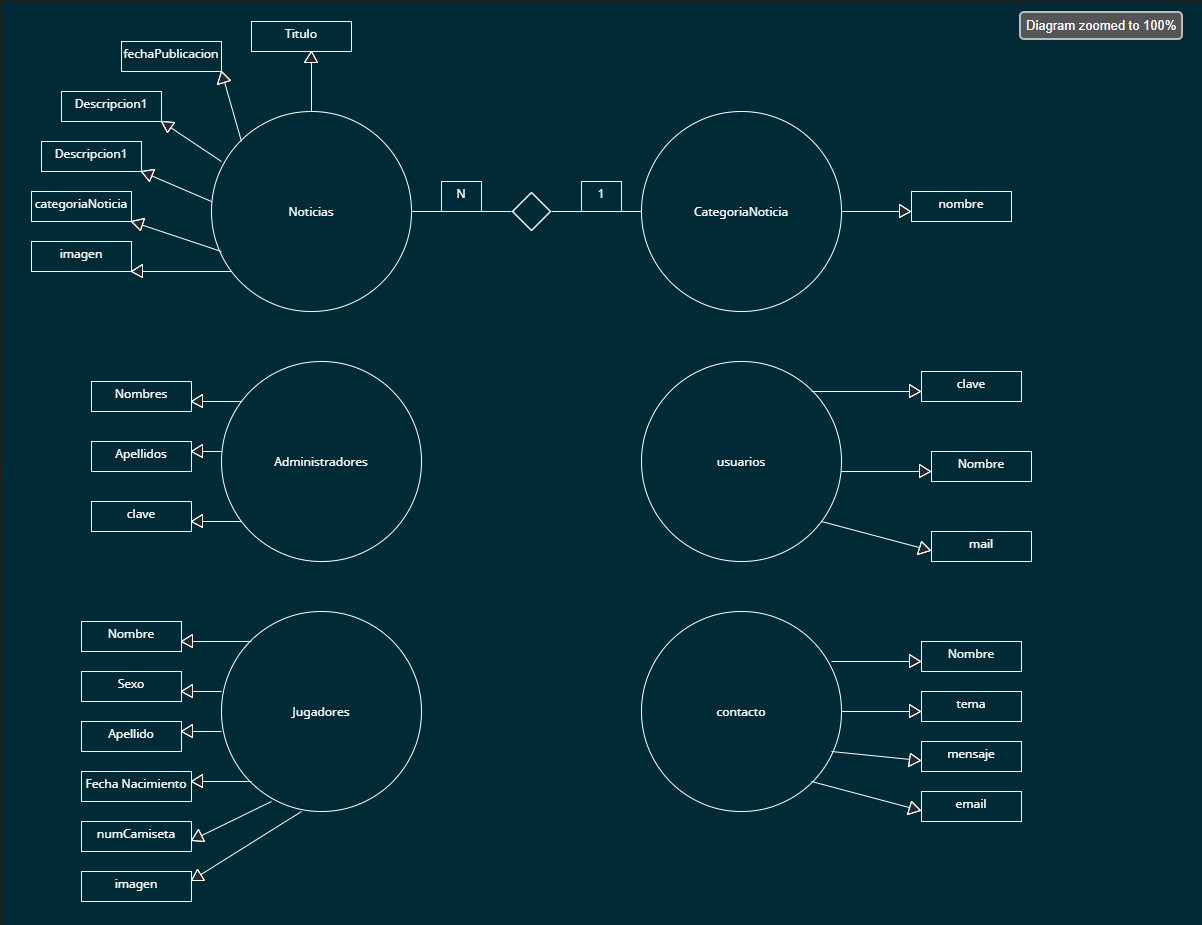 Diagram zoomed to 100%
Titulo
fechaPublicacion
Descripcion1
Descripcion1
categoriaNoticia
imagen
Noticias
N
1
CategoriaNoticia
nombre
Nombres
Apellidos
clave
Administradores
usuarios
clave
Nombre
mail
Nombre
Sexo
Apellido
Fecha Nacimiento
numCamiseta
imagen
Jugadores
contacto
Nombre
tema
mensaje
email